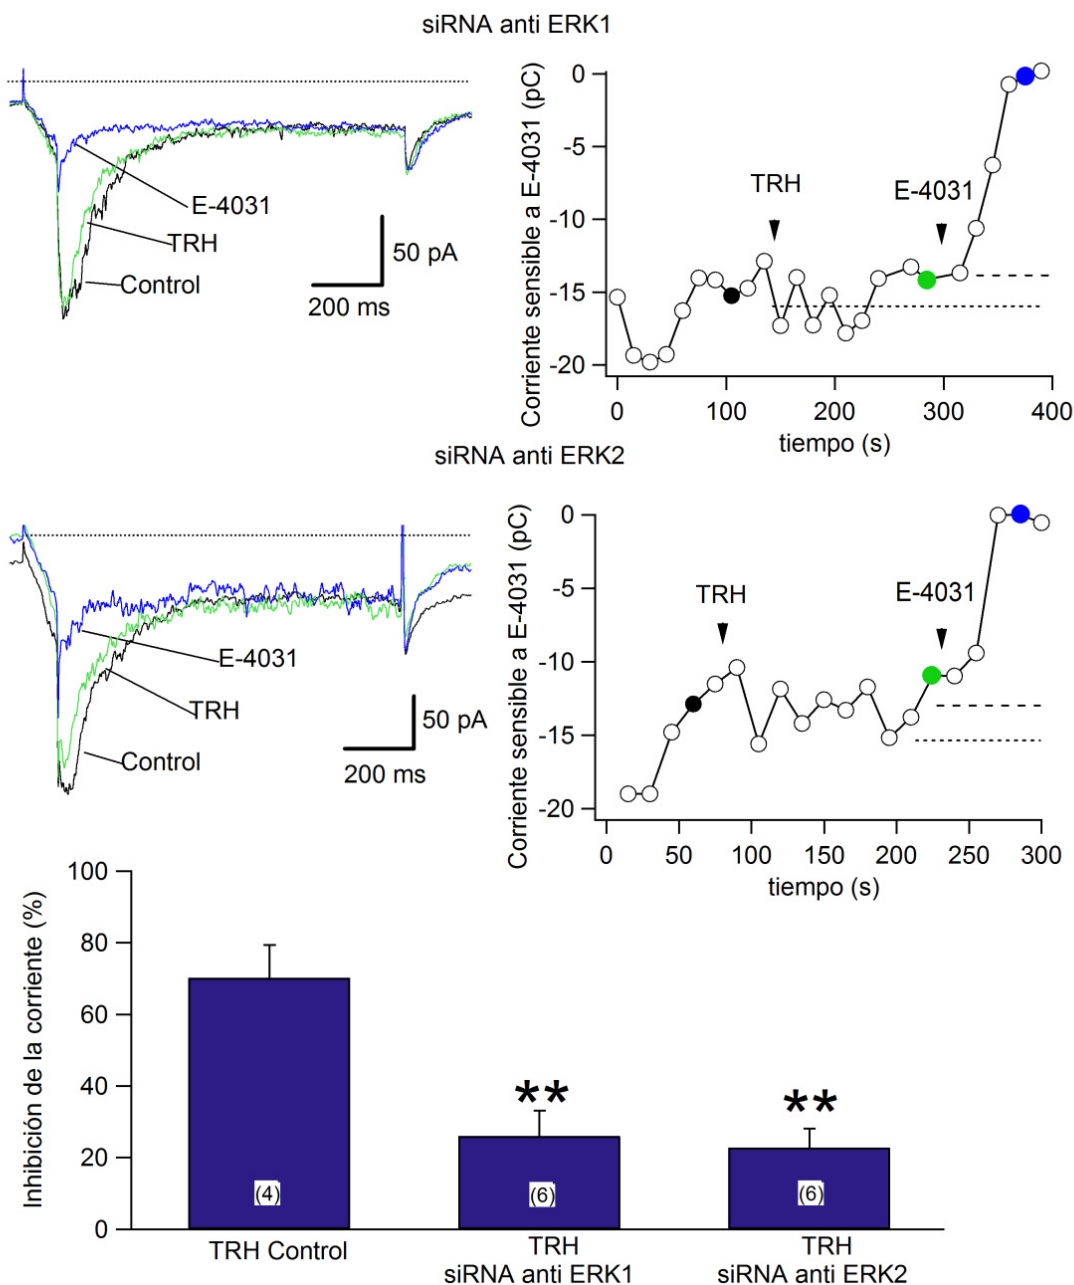 siRNA anti ERK1
E-4031
TRH
Control
50 pA
200 ms
Corriente sensible a E-4031 (pC)
0
-5
-10
-15
-20
TRH
E-4031
0 100 200 300 400
tiempo (s)
siRNA anti ERK2
E-4031
TRH
Control
50 pA
200 ms
Corriente sensible a E-4031 (pC)
0
-5
-10
-15
-20
TRH
E-4031
0 50 100 150 200 250 300
tiempo (s)
Inhibición de la corriente (%)
100
80
60
40
20
0
**
**
(4)
(6)
(6)
TRH Control
TRH
siRNA anti ERK1
TRH
siRNA anti ERK2